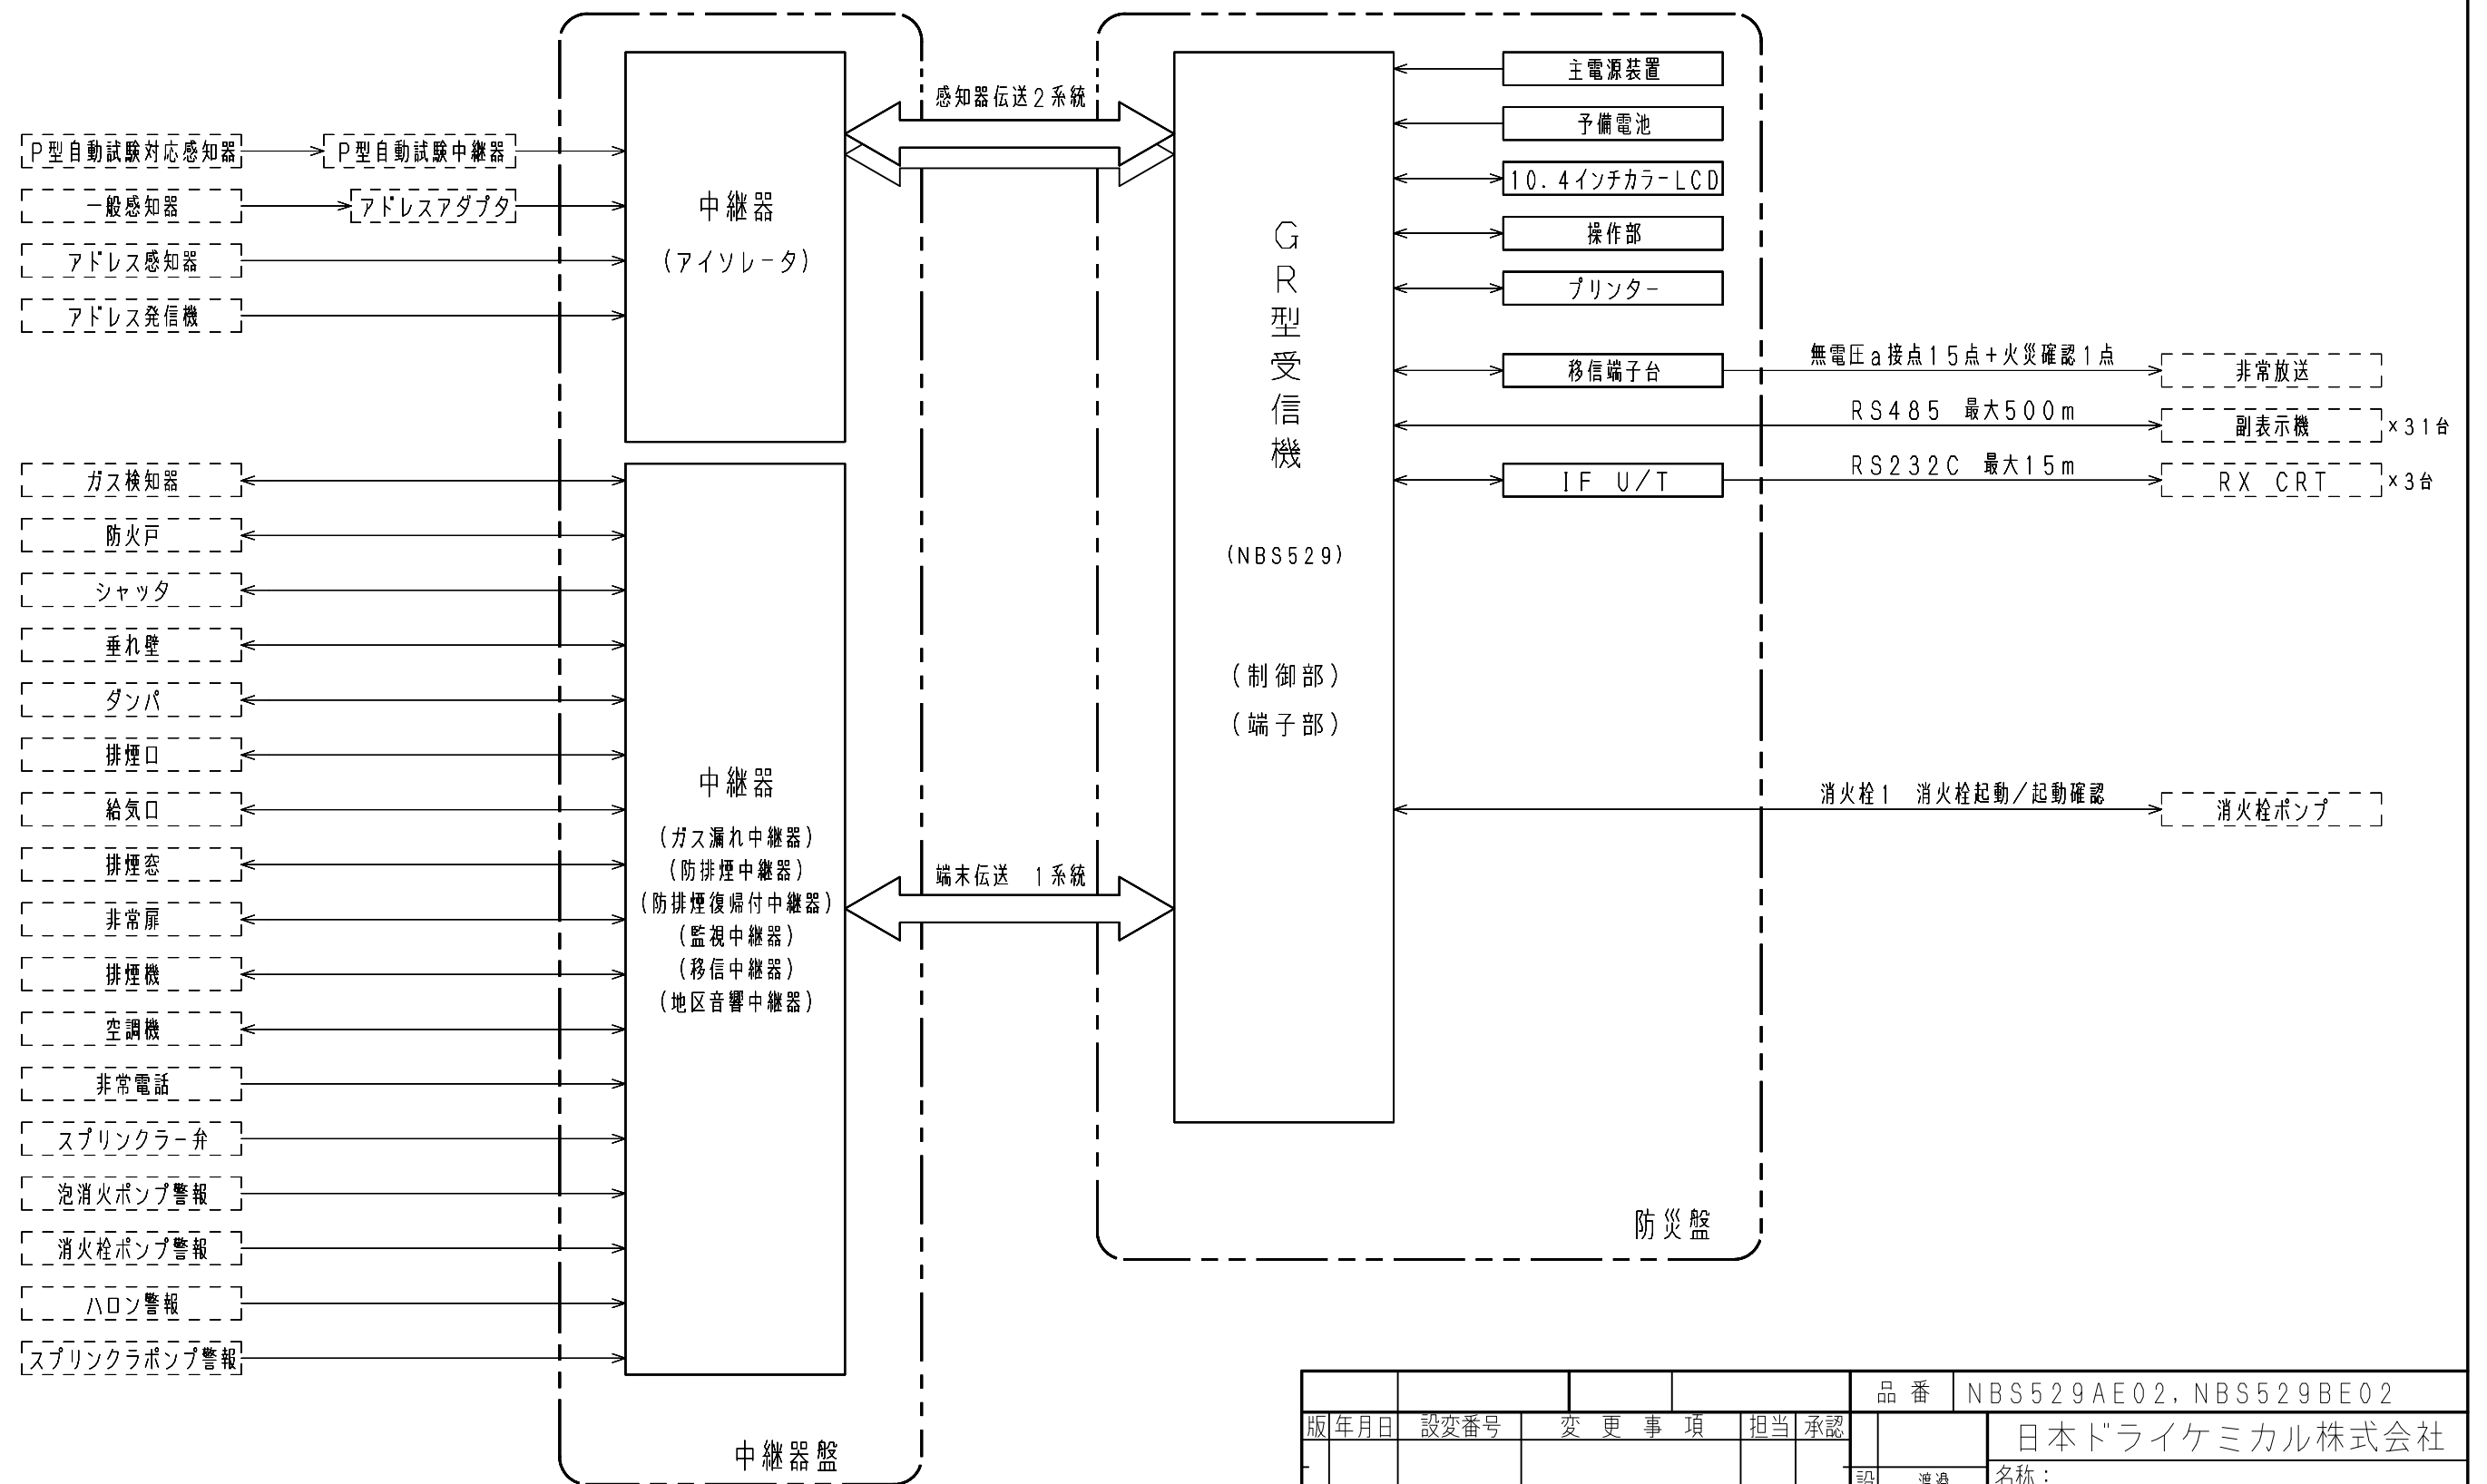 P型自動試験対応感知器
P型自動試験中継器
一般感知器
アドレスアダプタ
アドレス感知器
アドレス発信機
中継器
(アイソレータ)
感知器伝送2系統
ガス検知器
防火戸
シャッタ
垂れ壁
ダンパ
排煙口
給気口
排煙窓
非常扉
排煙機
空調機
非常電話
スプリンクラー弁
泡消火ポンプ警報
消火栓ポンプ警報
ハロン警報
スプリンクラポンプ警報
中継器
(ガス漏れ中継器)
(防排煙中継器)
(防排煙復帰付中継器)
(監視中継器)
(移信中継器)
(地区音響中継器)
端末伝送 1系統
中継器盤
GR型受信機
(NBS529)
(制御部)
(端子部)
主電源装置
予備電池
10.4インチカラーLCD
操作部
プリンター
移信端子台
無電圧a接点15点+火災確認1点
非常放送
RS485 最大500m
副表示機
×31台
IF U/T
RS232C 最大15m
RX CRT
×3台
消火栓1 消火栓起動/起動確認
消火栓ポンプ
防災盤
品番 NBS529AE02,NBS529BE02
版 年月日 設変番号 変更事項 担当 承認
日本ドライケミカル株式会社
名称: